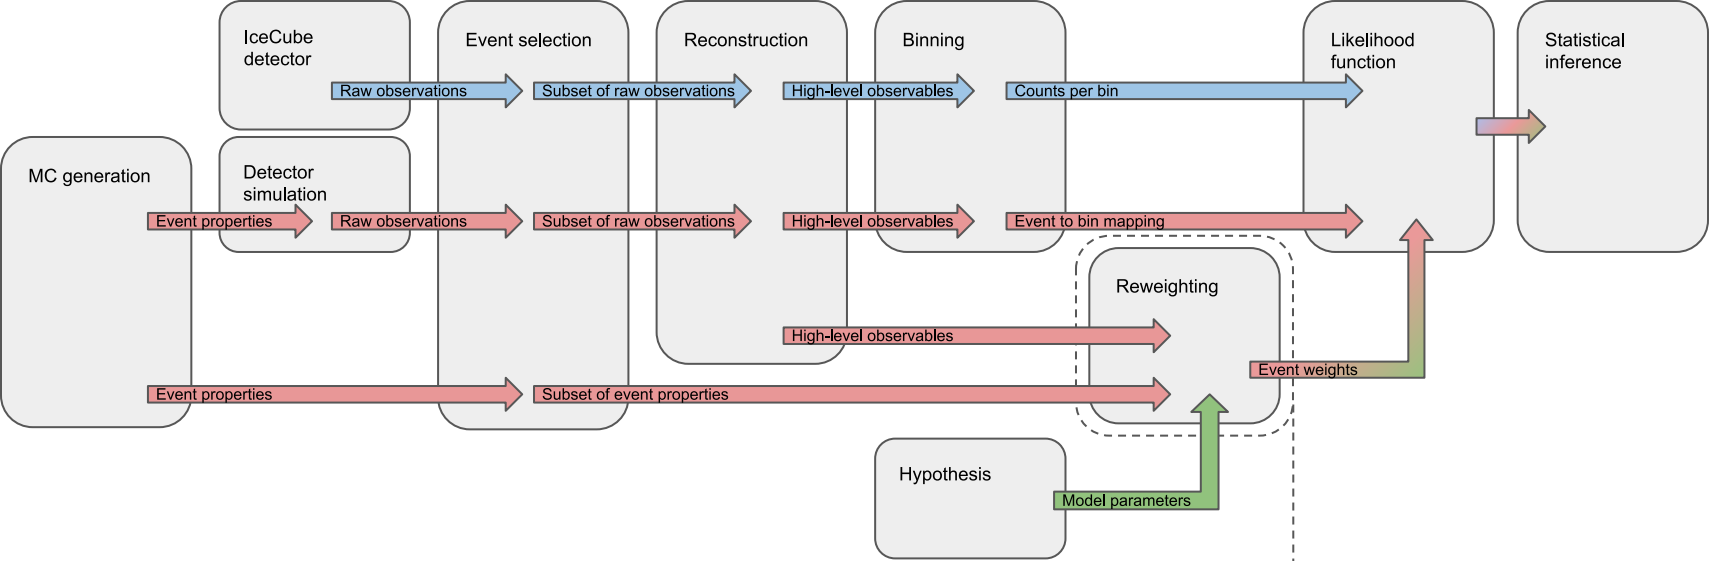 IceCube
detector
Event selection
Reconstruction
Binning
Likelihood
function
Statistical
inference
Raw observations
Subset of raw observations
High-level observables
Counts per bin
MC generation
Detector
simulation
Event properties
Raw observations
Subset of raw observations
High-level observables
Event to bin mapping
Reweighting
High-level observables
Event weights
Event properties
Subset of event properties
Hypothesis
Model parameters